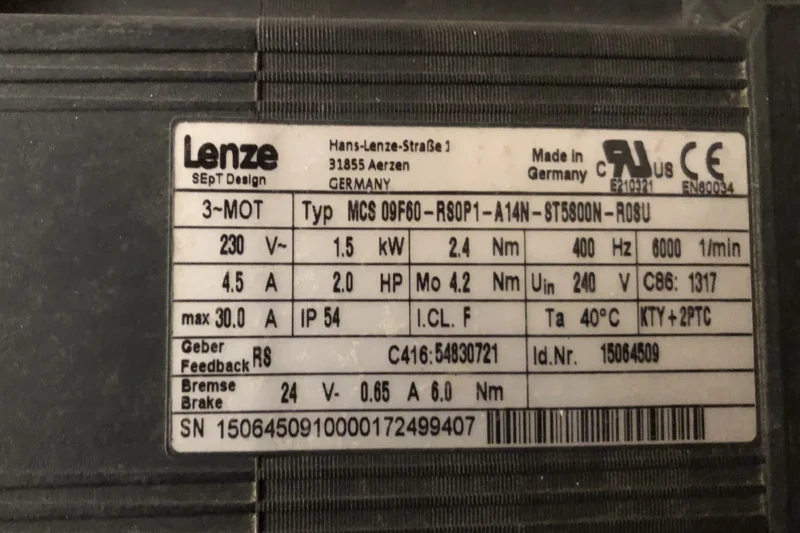 Lenze
SEpT Design
Hans-Lenze-Straße 1
31855 Aerzen
GERMANY
Made in
Germany
c RU US
E210321
CE
EN60034
3~MOT Typ MCS 09F60-RS0P1-A14N-ST5S00N-R0SU
230 V~ 1.5 kW 2.4 Nm 400 Hz 6000 1/min
4.5 A 2.0 HP Mo 4.2 Nm Uin 240 V C86: 1317
max 30.0 A IP 54 I.CL. F Ta 40°C KTY+2PTC
Geber
Feedback RS C416:54830721 Id.Nr. 15064509
Bremse
Brake 24 V- 0.65 A 6.0 Nm
SN 1506450910000172499407